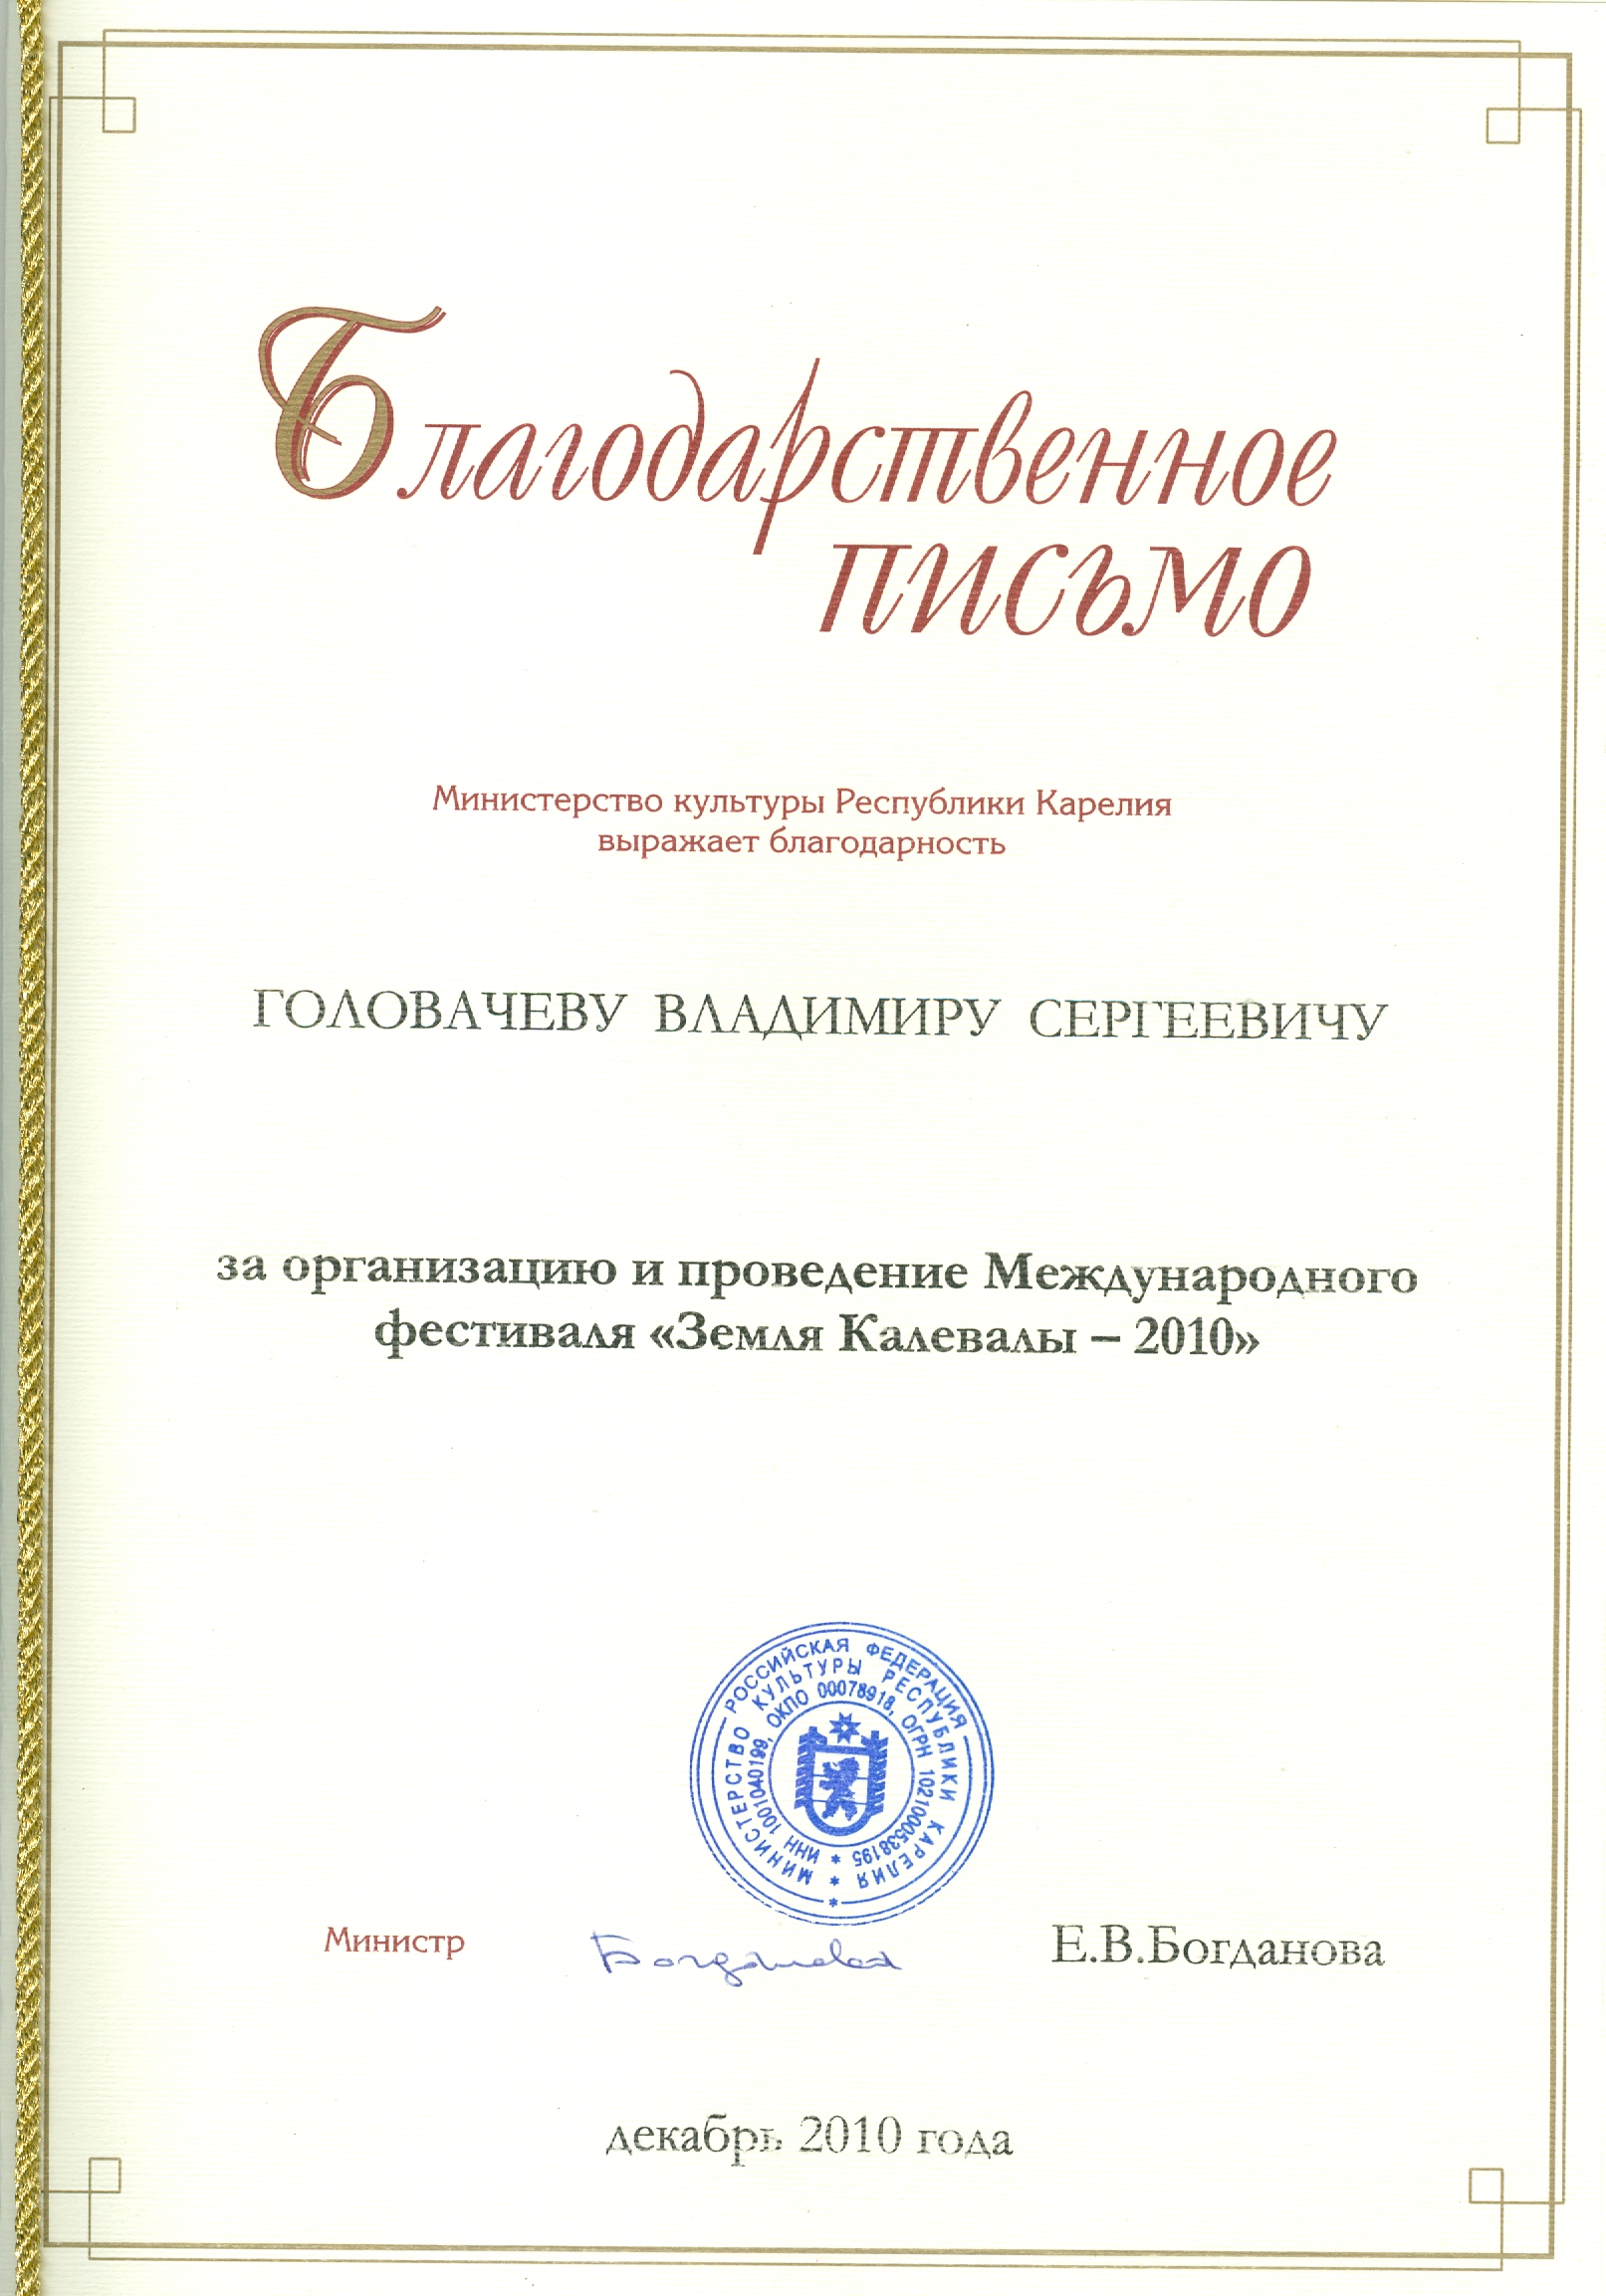 Благодарственное
письмо
Министерство культуры Республики Карелия
выражает благодарность
ГОЛОВАЧЕВУ ВЛАДИМИРУ СЕРГЕЕВИЧУ
за организацию и проведение Международного
фестиваля «Земля Калевалы – 2010»
РОССИЙСКАЯ ФЕДЕРАЦИЯ
* МИНИСТЕРСТВО КУЛЬТУРЫ РЕСПУБЛИКИ КАРЕЛИЯ
* ИНН 1001040199, ОКПО 00078918, ОГРН 1021000538195
Министр Богданова Е.В.Богданова
декабрь 2010 года